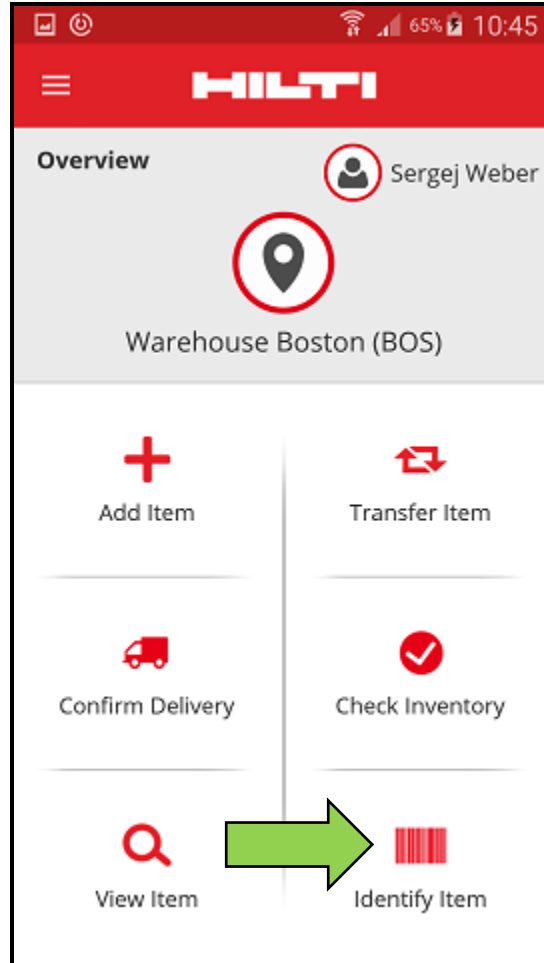 65% 10:45
HILTI
Overview
Sergej Weber
Warehouse Boston (BOS)
Add Item
Transfer Item
Confirm Delivery
Check Inventory
View Item
Identify Item